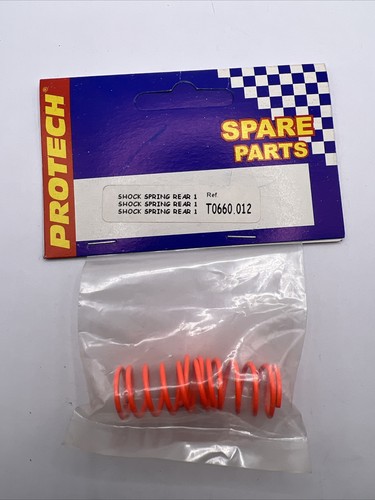 PROTECH®
SPARE
PARTS
SHOCK SPRING REAR 1 Ref.
SHOCK SPRING REAR 1
SHOCK SPRING REAR 1 T0660.012